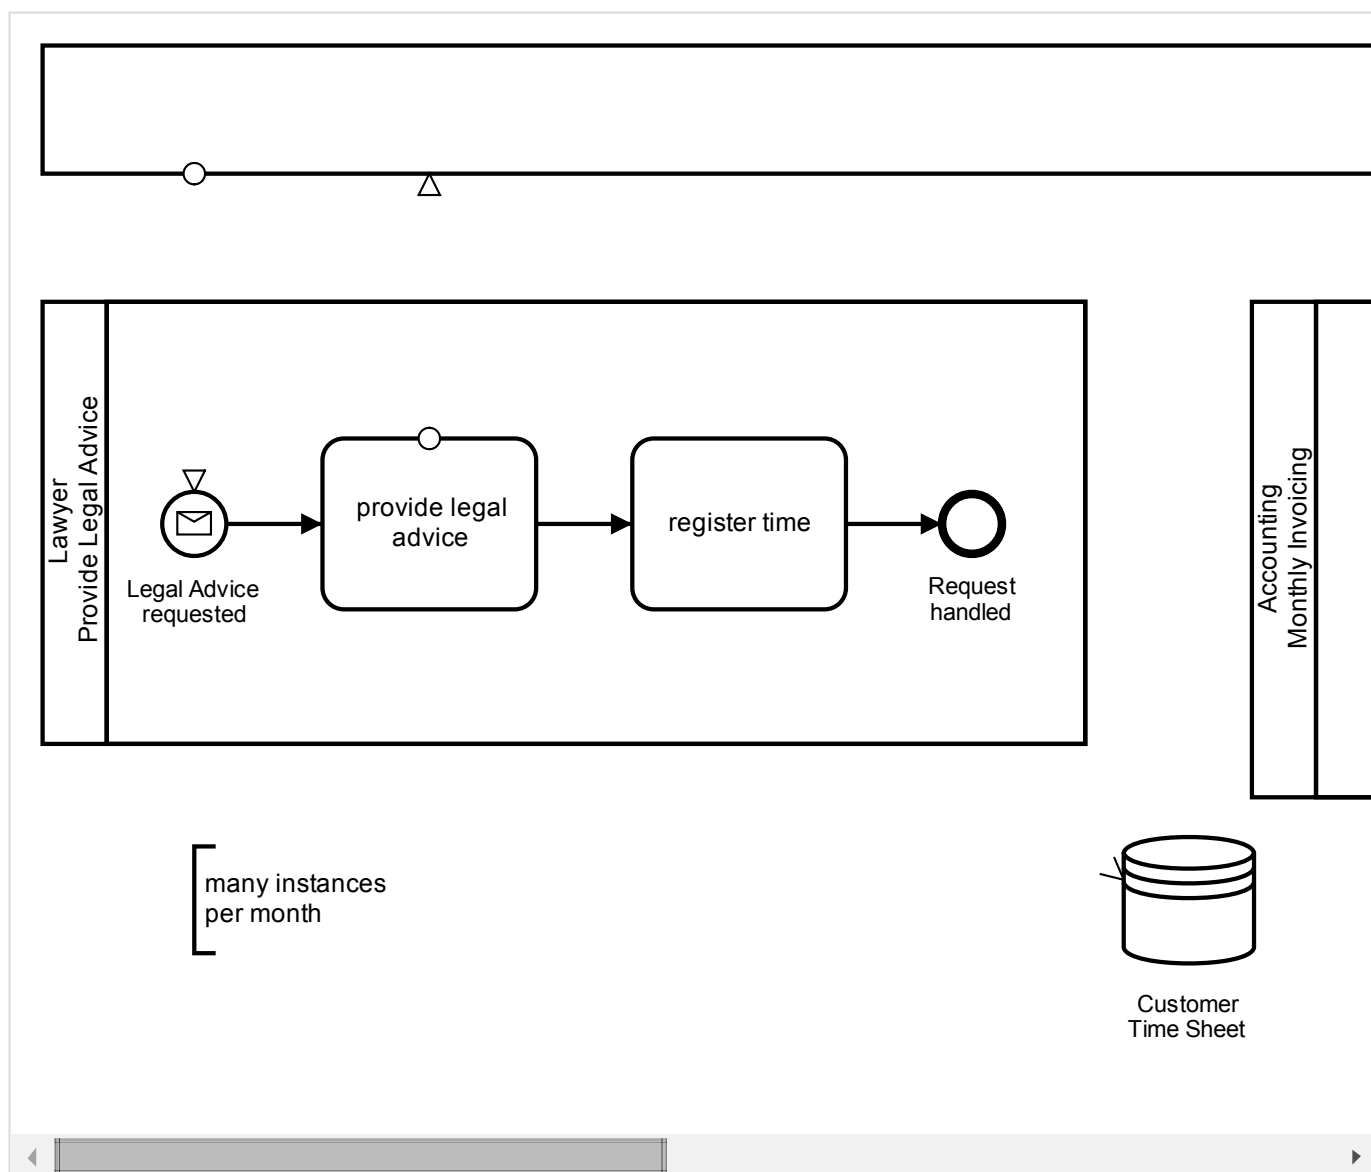 Lawyer
Provide Legal Advice
Legal Advice
requested
provide legal
advice
register time
Request
handled
Accounting
Monthly Invoicing
many instances
per month
Customer
Time Sheet